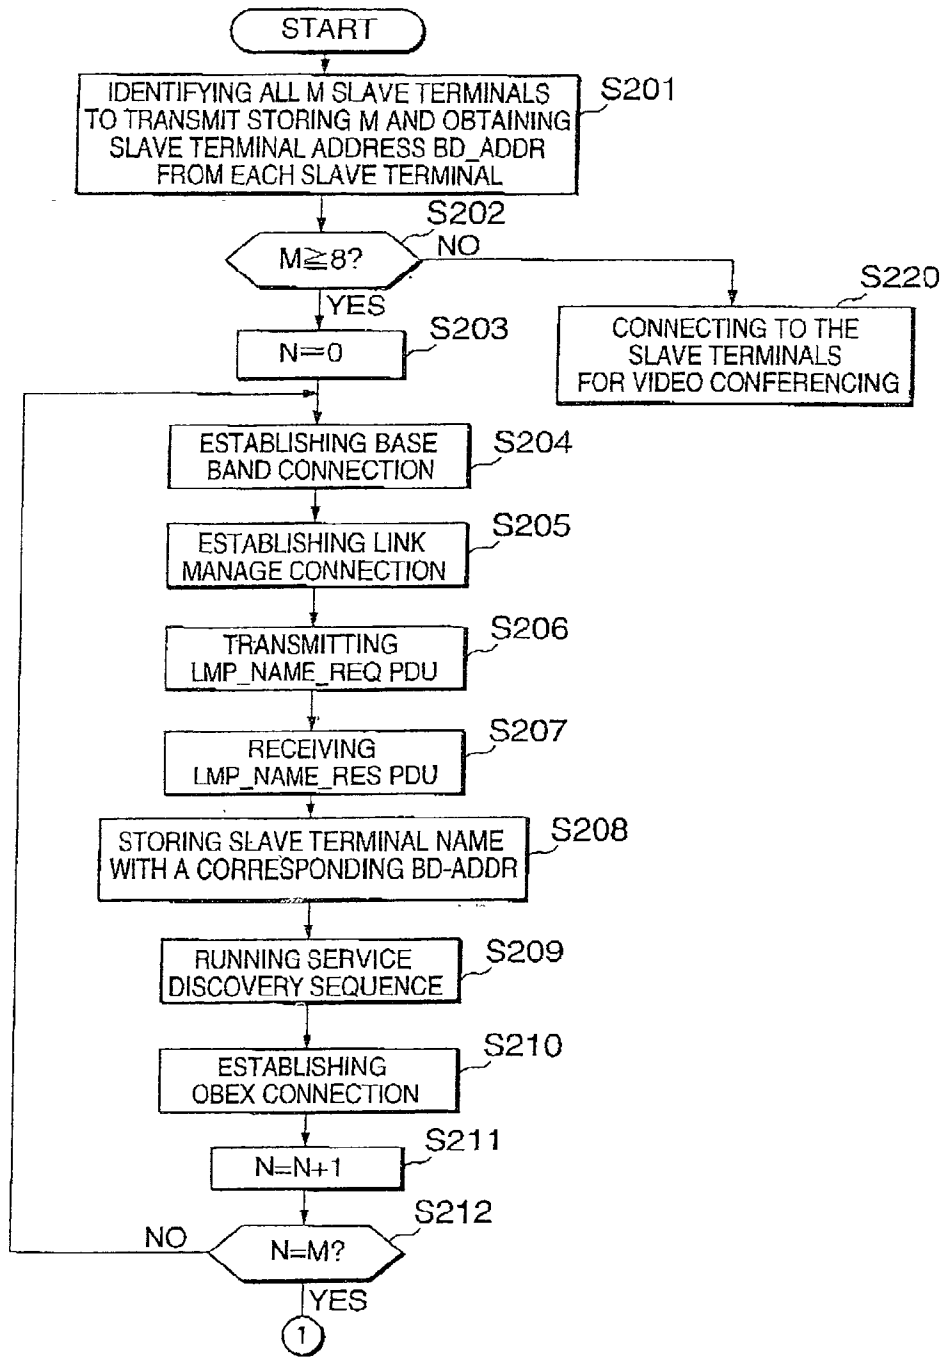 START
S201
IDENTIFYING ALL M SLAVE TERMINALS
TO TRANSMIT STORING M AND OBTAINING
SLAVE TERMINAL ADDRESS BD_ADDR
FROM EACH SLAVE TERMINAL
S202
M≧8?
NO
YES
S220
CONNECTING TO THE
SLAVE TERMINALS
FOR VIDEO CONFERENCING
S203
N=0
S204
ESTABLISHING BASE
BAND CONNECTION
S205
ESTABLISHING LINK
MANAGE CONNECTION
S206
TRANSMITTING
LMP_NAME_REQ PDU
S207
RECEIVING
LMP_NAME_RES PDU
S208
STORING SLAVE TERMINAL NAME
WITH A CORRESPONDING BD-ADDR
S209
RUNNING SERVICE
DISCOVERY SEQUENCE
S210
ESTABLISHING
OBEX CONNECTION
S211
N=N+1
S212
N=M?
NO
YES
1